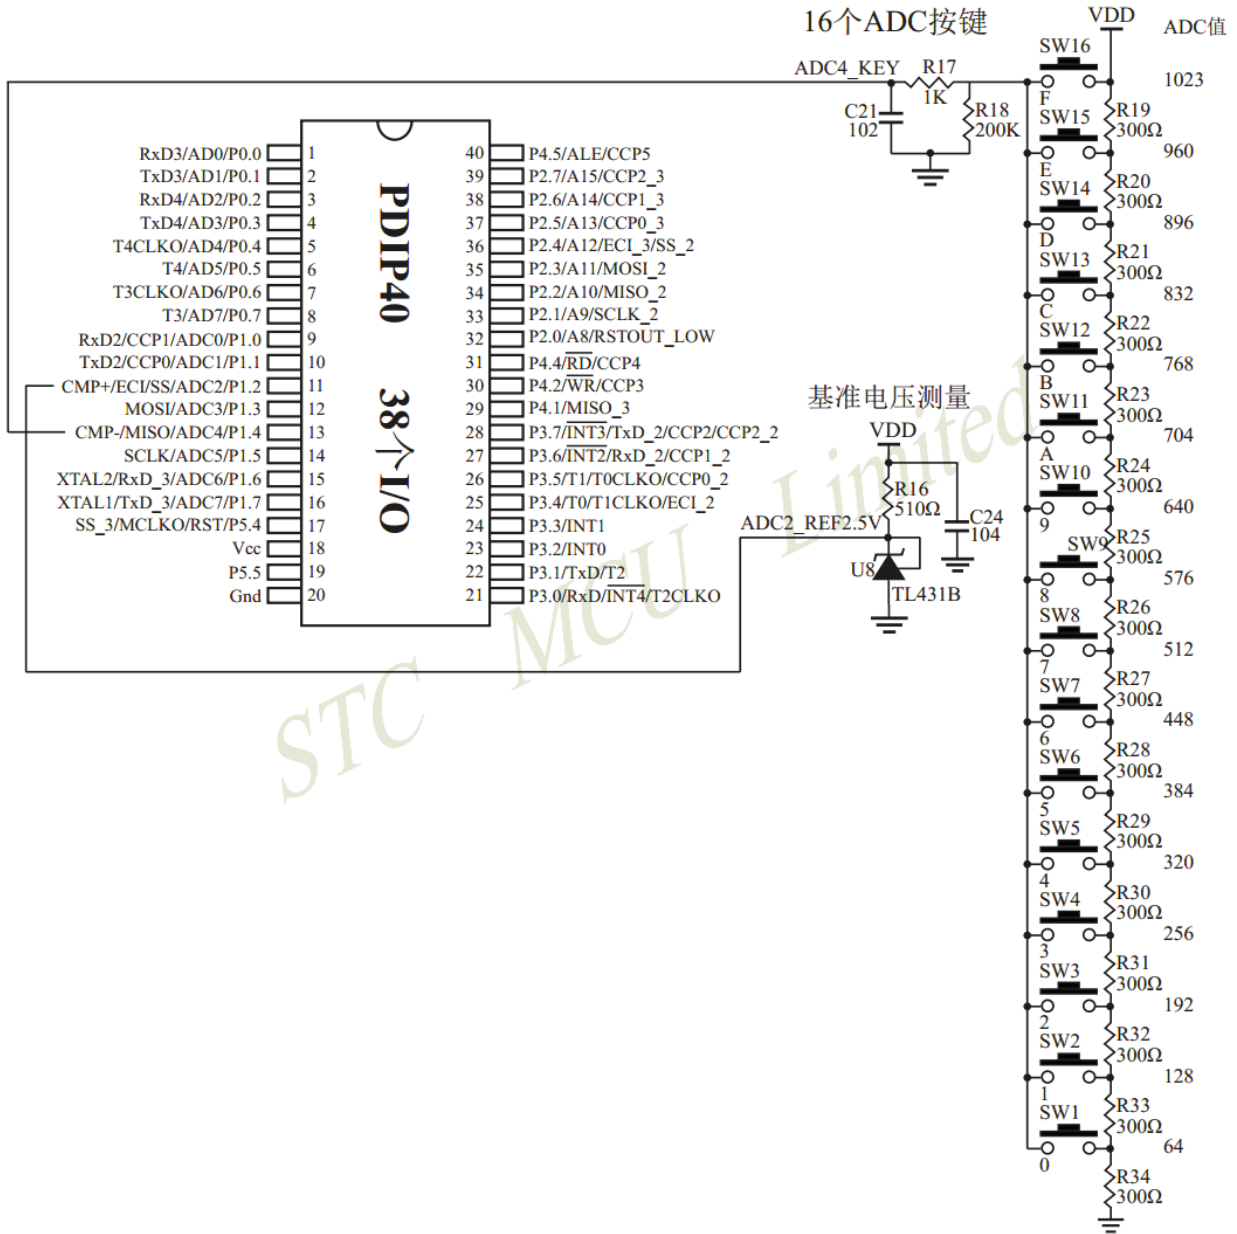 16个ADC按键
VDD
ADC值
ADC4_KEY
R17
1K
C21
102
R18
200K
SW16
F
1023
R19
300Ω
SW15
E
960
R20
300Ω
SW14
D
896
R21
300Ω
SW13
C
832
R22
300Ω
SW12
B
768
R23
300Ω
SW11
A
704
R24
300Ω
SW10
9
640
R25
300Ω
SW9
8
576
R26
300Ω
SW8
7
512
R27
300Ω
SW7
6
448
R28
300Ω
SW6
5
384
R29
300Ω
SW5
4
320
R30
300Ω
SW4
3
256
R31
300Ω
SW3
2
192
R32
300Ω
SW2
1
128
R33
300Ω
SW1
0
64
R34
300Ω
PDIP40 38个I/O
RxD3/AD0/P0.0 1
TxD3/AD1/P0.1 2
RxD4/AD2/P0.2 3
TxD4/AD3/P0.3 4
T4CLKO/AD4/P0.4 5
T4/AD5/P0.5 6
T3CLKO/AD6/P0.6 7
T3/AD7/P0.7 8
RxD2/CCP1/ADC0/P1.0 9
TxD2/CCP0/ADC1/P1.1 10
CMP+/ECI/SS/ADC2/P1.2 11
MOSI/ADC3/P1.3 12
CMP-/MISO/ADC4/P1.4 13
SCLK/ADC5/P1.5 14
XTAL2/RxD_3/ADC6/P1.6 15
XTAL1/TxD_3/ADC7/P1.7 16
SS_3/MCLKO/RST/P5.4 17
Vcc 18
P5.5 19
Gnd 20
40 P4.5/ALE/CCP5
39 P2.7/A15/CCP2_3
38 P2.6/A14/CCP1_3
37 P2.5/A13/CCP0_3
36 P2.4/A12/ECI_3/SS_2
35 P2.3/A11/MOSI_2
34 P2.2/A10/MISO_2
33 P2.1/A9/SCLK_2
32 P2.0/A8/RSTOUT_LOW
31 P4.4/RD/CCP4
30 P4.2/WR/CCP3
29 P4.1/MISO_3
28 P3.7/INT3/TxD_2/CCP2/CCP2_2
27 P3.6/INT2/RxD_2/CCP1_2
26 P3.5/T1/T0CLKO/CCP0_2
25 P3.4/T0/T1CLKO/ECI_2
24 P3.3/INT1
23 P3.2/INT0
22 P3.1/TxD/T2
21 P3.0/RxD/INT4/T2CLKO
基准电压测量
VDD
R16
510Ω
ADC2_REF2.5V
C24
104
U8
TL431B
STC MCU Limited